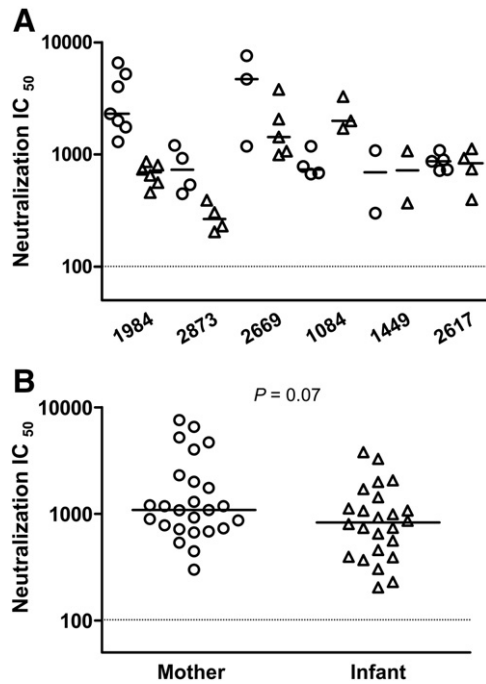 A
Neutralization IC 50
10000
1000
100
1984
2873
2669
1084
1449
2617
B
P = 0.07
Neutralization IC 50
10000
1000
100
Mother
Infant